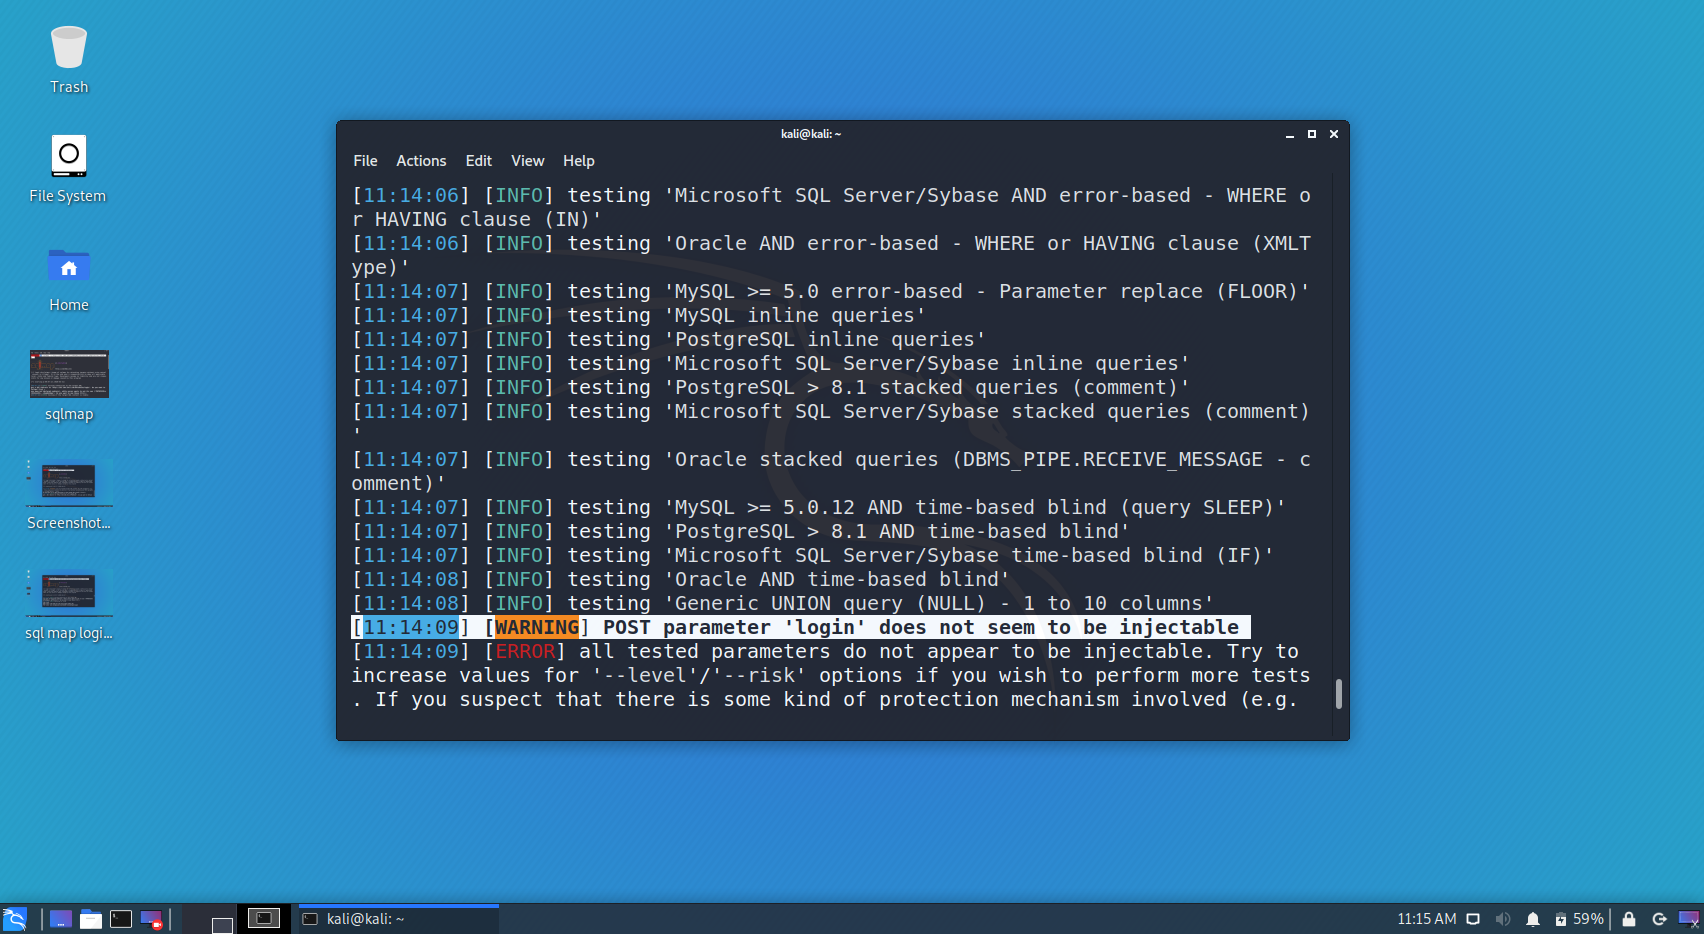 Trash
File System
Home
sqlmap
Screenshot...
sql map logi...
kali@kali: ~
File Actions Edit View Help
[11:14:06] [INFO] testing 'Microsoft SQL Server/Sybase AND error-based - WHERE o
r HAVING clause (IN)'
[11:14:06] [INFO] testing 'Oracle AND error-based - WHERE or HAVING clause (XMLT
ype)'
[11:14:07] [INFO] testing 'MySQL >= 5.0 error-based - Parameter replace (FLOOR)'
[11:14:07] [INFO] testing 'MySQL inline queries'
[11:14:07] [INFO] testing 'PostgreSQL inline queries'
[11:14:07] [INFO] testing 'Microsoft SQL Server/Sybase inline queries'
[11:14:07] [INFO] testing 'PostgreSQL > 8.1 stacked queries (comment)'
[11:14:07] [INFO] testing 'Microsoft SQL Server/Sybase stacked queries (comment)
'
[11:14:07] [INFO] testing 'Oracle stacked queries (DBMS_PIPE.RECEIVE_MESSAGE - c
omment)'
[11:14:07] [INFO] testing 'MySQL >= 5.0.12 AND time-based blind (query SLEEP)'
[11:14:07] [INFO] testing 'PostgreSQL > 8.1 AND time-based blind'
[11:14:07] [INFO] testing 'Microsoft SQL Server/Sybase time-based blind (IF)'
[11:14:08] [INFO] testing 'Oracle AND time-based blind'
[11:14:08] [INFO] testing 'Generic UNION query (NULL) - 1 to 10 columns'
[11:14:09] [WARNING] POST parameter 'login' does not seem to be injectable
[11:14:09] [ERROR] all tested parameters do not appear to be injectable. Try to
increase values for '--level'/'--risk' options if you wish to perform more tests
. If you suspect that there is some kind of protection mechanism involved (e.g.
kali@kali: ~
11:15 AM
59%